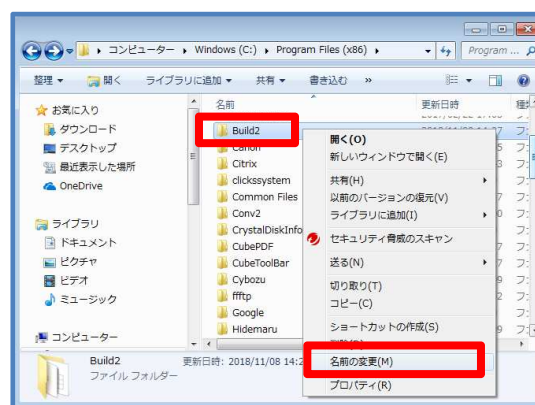 コンピューター ▸ Windows (C:) ▸ Program Files (x86) ▸
Program ...
整理 開く ライブラリに追加 共有 書き込む »
お気に入り
ダウンロード
デスクトップ
最近表示した場所
OneDrive
ライブラリ
ドキュメント
ピクチャ
ビデオ
ミュージック
コンピューター
名前 更新日時
Build2
Canon
Citrix
clickssystem
Common Files
Conv2
CrystalDiskInfo
CubePDF
CubeToolBar
Cybozu
ffftp
Google
Hidemaru
開く(O)
新しいウィンドウで開く(E)
共有(H)
以前のバージョンの復元(V)
ライブラリに追加(I)
セキュリティ脅威のスキャン
送る(N)
切り取り(T)
コピー(C)
ショートカットの作成(S)
名前の変更(M)
プロパティ(R)
Build2 更新日時: 2018/11/08 14:2
ファイル フォルダー